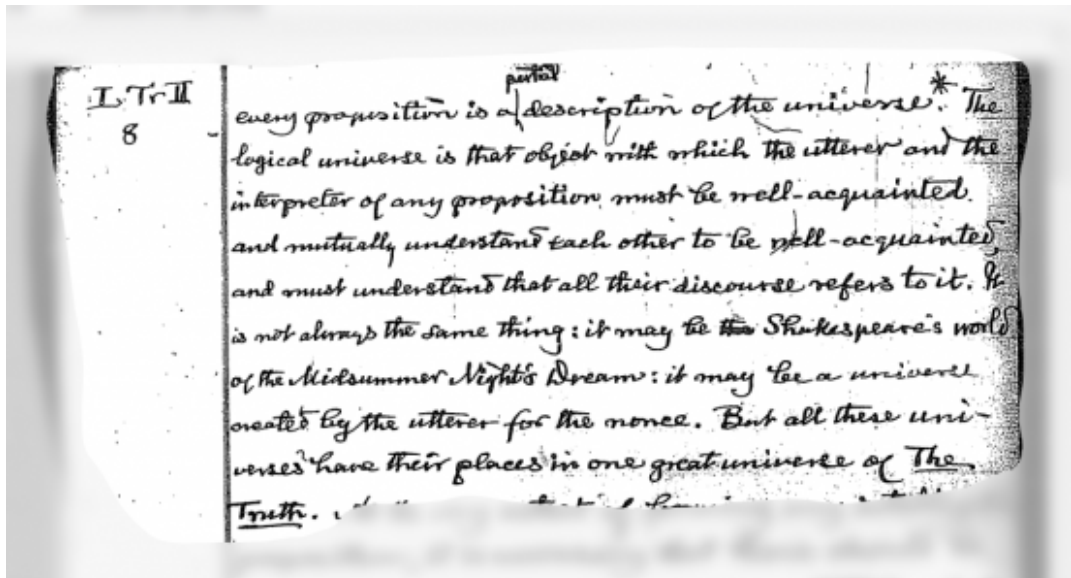 I. Tr II
8
partial
every proposition is a description of the universe.* The
logical universe is that object with which the utterer and the
interpreter of any proposition must be well-acquainted
and mutually understand each other to be well-acquainted,
and must understand that all their discourse refers to it. It
is not always the same thing: it may be the Shakespeare's world
of the Midsummer Night's Dream: it may be a universe
created by the utterer for the nonce. But all these uni-
verses have their places in one great universe of The
Truth.